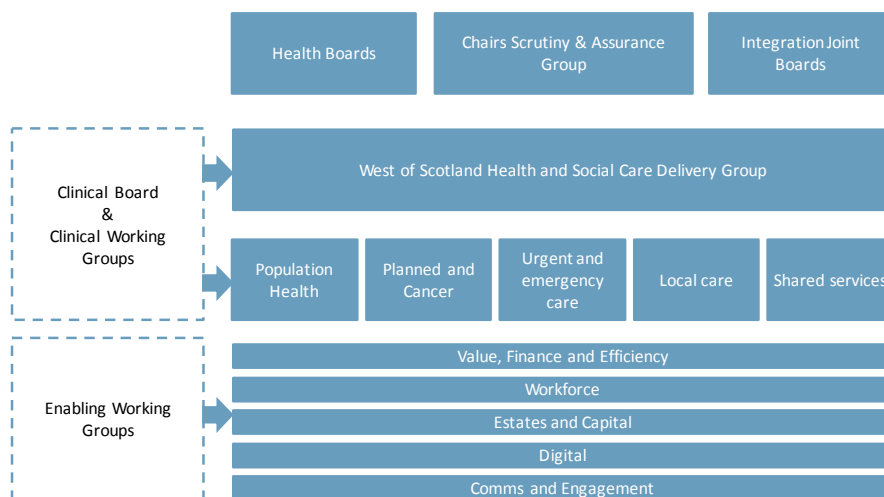 Health Boards
Chairs Scrutiny & Assurance
Group
Integration Joint
Boards
Clinical Board
&
Clinical Working
Groups
West of Scotland Health and Social Care Delivery Group
Population
Health
Planned and
Cancer
Urgent and
emergency
care
Local care
Shared services
Enabling Working
Groups
Value, Finance and Efficiency
Workforce
Estates and Capital
Digital
Comms and Engagement